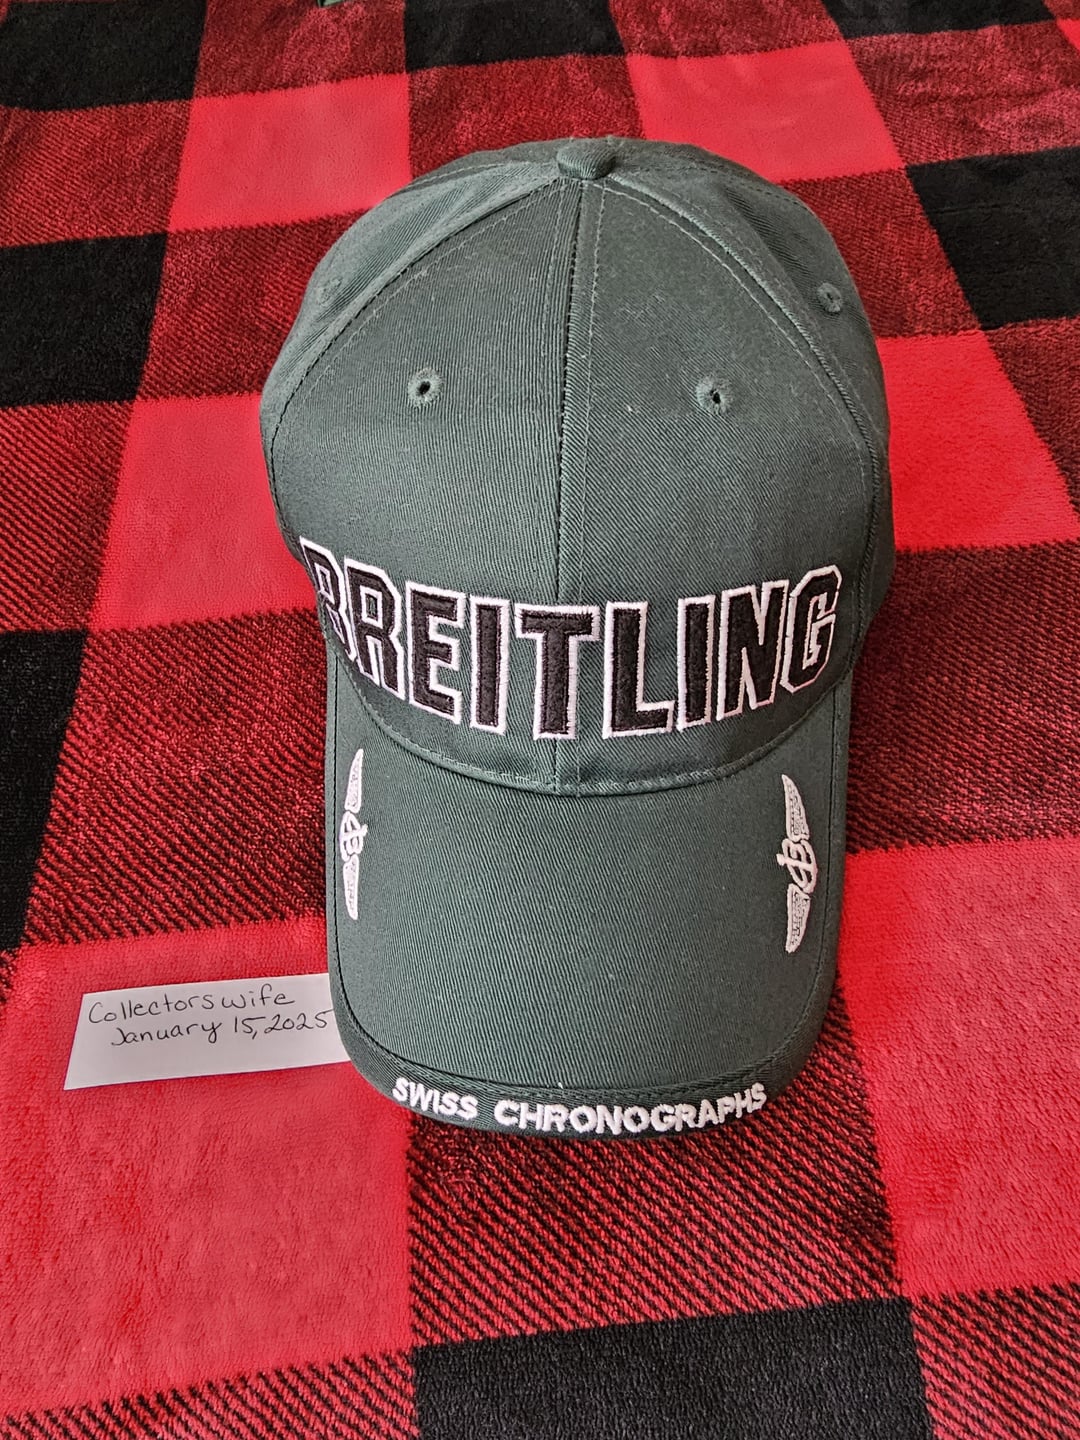 BREITLING
B
B
Collectorswife
January 15, 2025
SWISS CHRONOGRAPHS